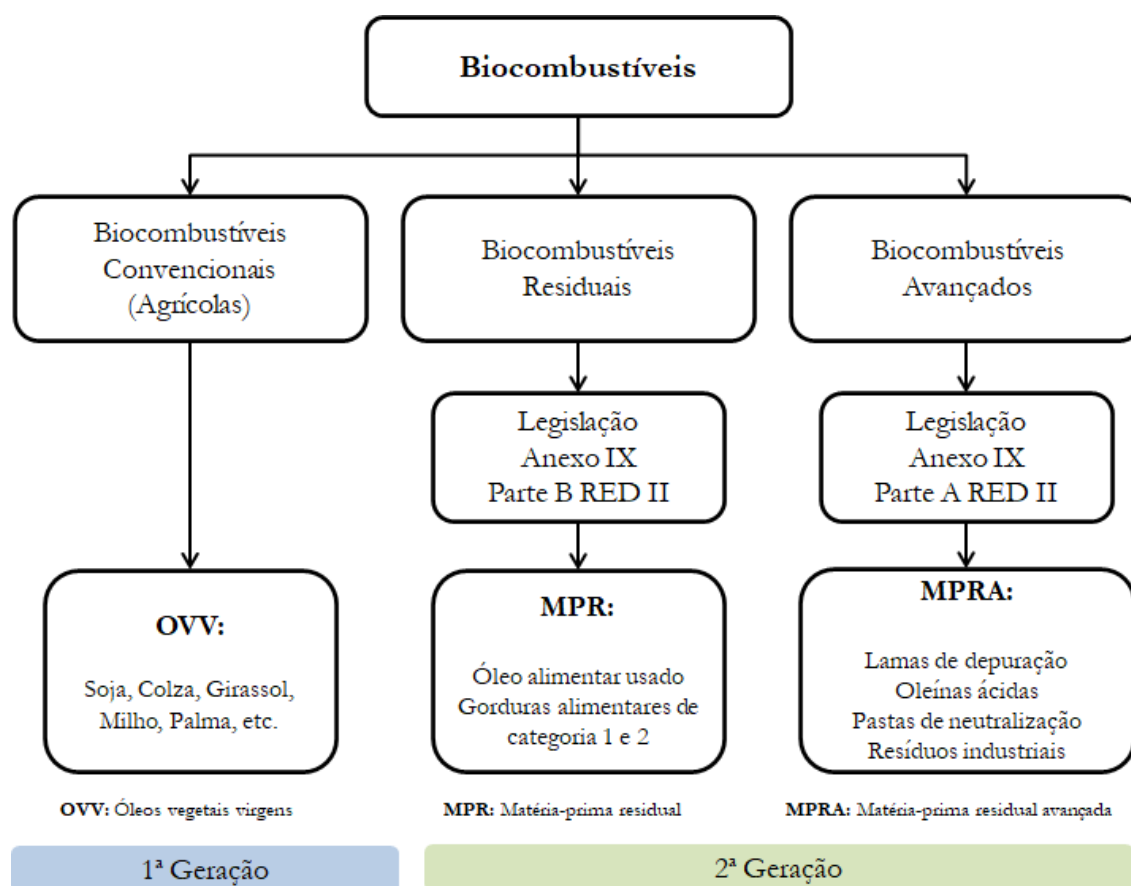 Biocombustíveis
Biocombustíveis
Convencionais
(Agrícolas)
Biocombustíveis
Residuais
Biocombustíveis
Avançados
Legislação
Anexo IX
Parte B RED II
Legislação
Anexo IX
Parte A RED II
OVV:
Soja, Colza, Girassol,
Milho, Palma, etc.
MPR:
Óleo alimentar usado
Gorduras alimentares de
categoria 1 e 2
MPRA:
Lamas de depuração
Oleínas ácidas
Pastas de neutralização
Resíduos industriais
OVV: Óleos vegetais virgens
MPR: Matéria-prima residual
MPRA: Matéria-prima residual avançada
1ª Geração
2ª Geração